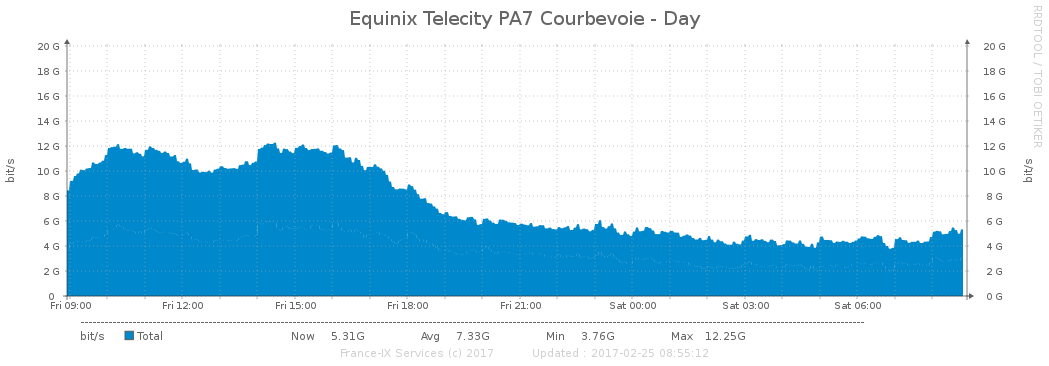 Equinix Telecity PA7 Courbevoie - Day
RRDTOOL / TOBI OETIKER
bit/s
20 G 20 G
18 G 18 G
16 G 16 G
14 G 14 G
12 G 12 G
10 G 10 G
8 G 8 G
6 G 6 G
4 G 4 G
2 G 2 G
0 0 G
bit/s
Fri 09:00 Fri 12:00 Fri 15:00 Fri 18:00 Fri 21:00 Sat 00:00 Sat 03:00 Sat 06:00
bit/s Total Now 5.31G Avg 7.33G Min 3.76G Max 12.25G
France-IX Services (c) 2017 Updated : 2017-02-25 08:55:12